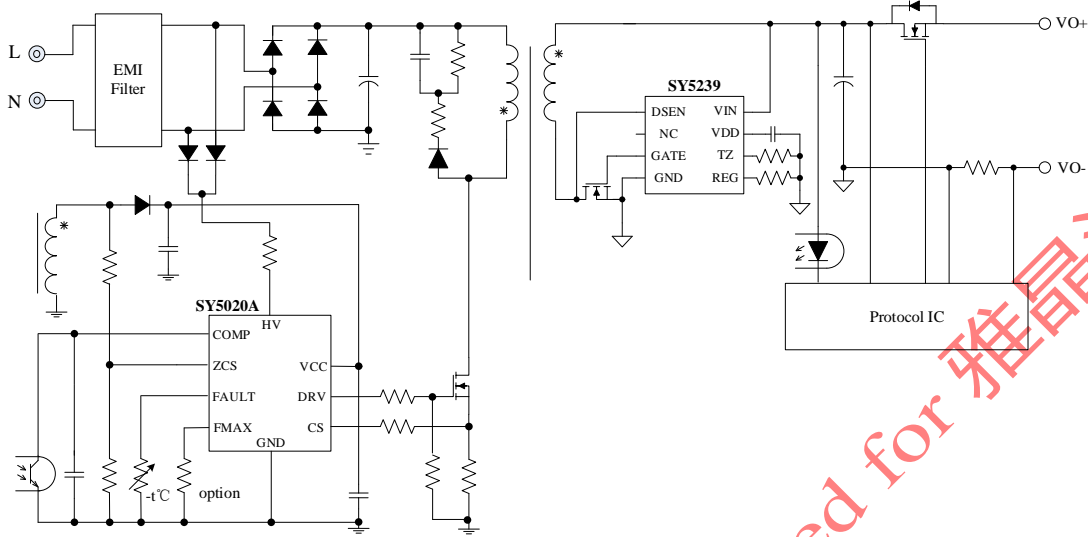 L
N
EMI
Filter
VO+
SY5239
DSEN
VIN
NC
VDD
GATE
TZ
GND
REG
VO-
*
*
*
SY5020A
HV
COMP
ZCS
VCC
FAULT
DRV
FMAX
CS
GND
-t℃
option
Protocol IC
ed for 雅晶